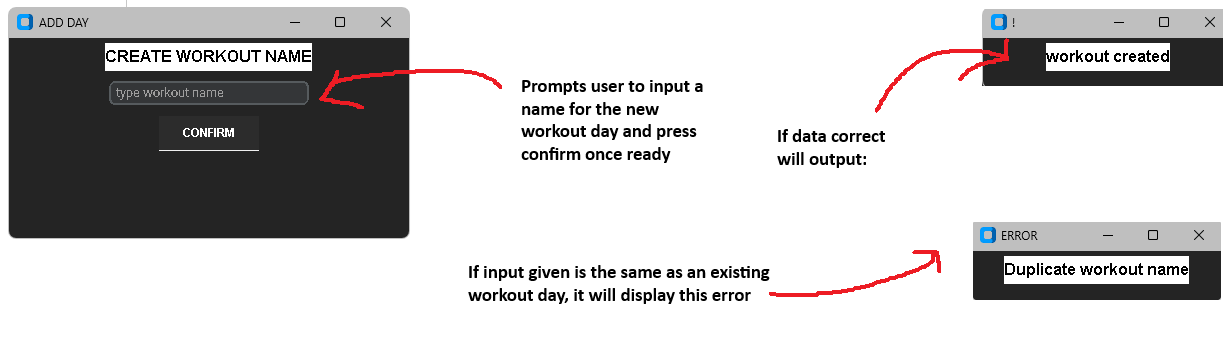 ADD DAY
CREATE WORKOUT NAME
type workout name
CONFIRM
Prompts user to input a
name for the new
workout day and press
confirm once ready
!
workout created
If data correct
will output:
ERROR
Duplicate workout name
If input given is the same as an existing
workout day, it will display this error